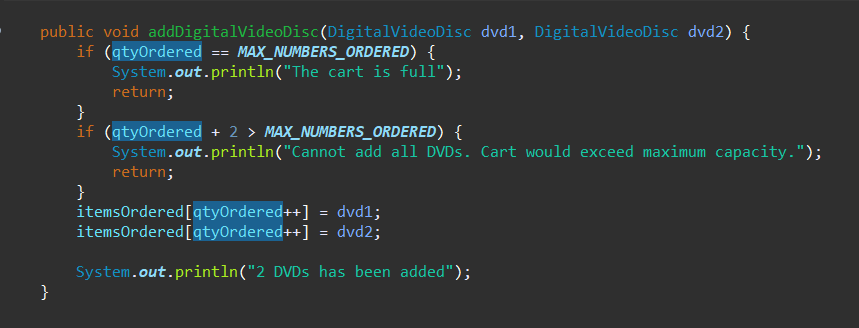 public void addDigitalVideoDisc(DigitalVideoDisc dvd1, DigitalVideoDisc dvd2) {
    if (qtyOrdered == MAX_NUMBERS_ORDERED) {
        System.out.println("The cart is full");
        return;
    }
    if (qtyOrdered + 2 > MAX_NUMBERS_ORDERED) {
        System.out.println("Cannot add all DVDs. Cart would exceed maximum capacity.");
        return;
    }
    itemsOrdered[qtyOrdered++] = dvd1;
    itemsOrdered[qtyOrdered++] = dvd2;

    System.out.println("2 DVDs has been added");
}